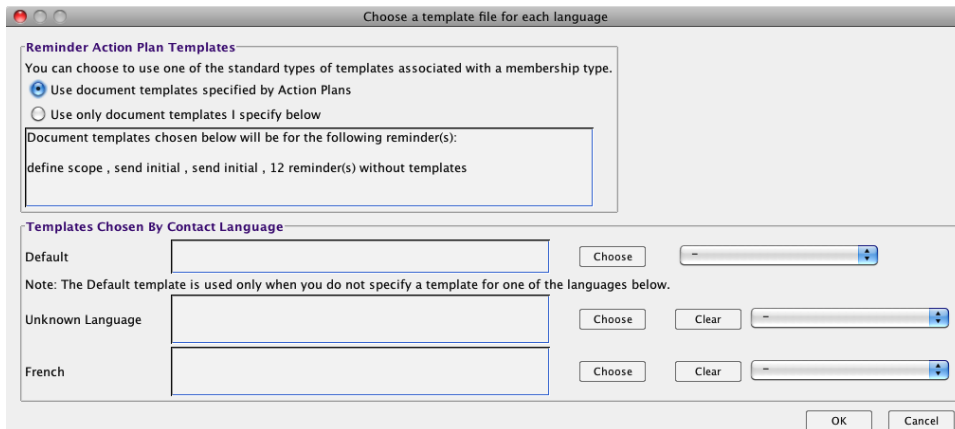 Choose a template file for each language
Reminder Action Plan Templates
You can choose to use one of the standard types of templates associated with a membership type.
Use document templates specified by Action Plans
Use only document templates I specify below
Document templates chosen below will be for the following reminder(s):
define scope , send initial , send initial , 12 reminder(s) without templates
Templates Chosen By Contact Language
Default Choose –
Note: The Default template is used only when you do not specify a template for one of the languages below.
Unknown Language Choose Clear –
French Choose Clear –
OK Cancel